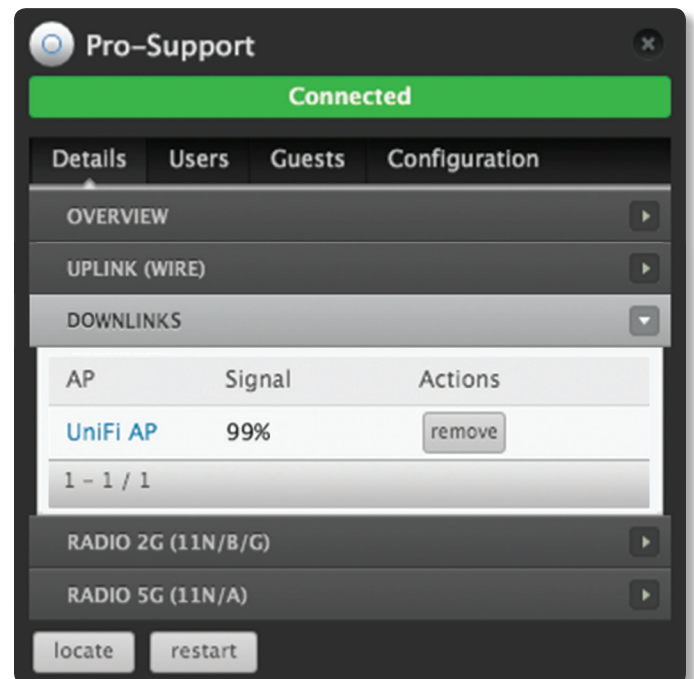 Pro-Support
Connected
Details Users Guests Configuration
OVERVIEW
UPLINK (WIRE)
DOWNLINKS
AP Signal Actions
UniFi AP 99% remove
1 - 1 / 1
RADIO 2G (11N/B/G)
RADIO 5G (11N/A)
locate restart